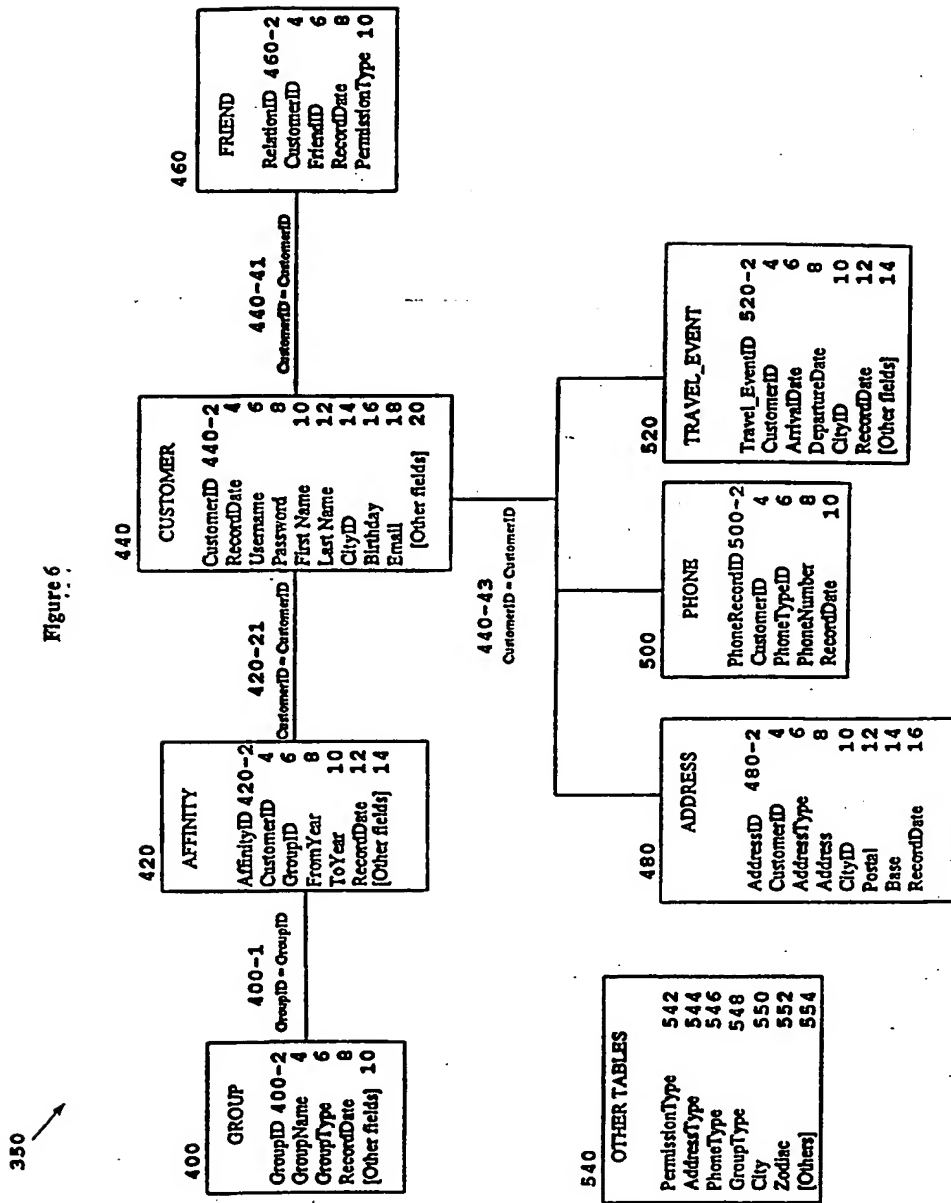 Figure 6
350
400
GROUP
GroupID 400-2
GroupName 4
GroupType 6
RecordDate 8
[Other fields] 10
400-1
GroupID = GroupID
420
AFFINITY
AffinityID 420-2
CustomerID 4
GroupID 6
FromYear 8
ToYear 10
RecordDate 12
[Other fields] 14
420-21
CustomerID = CustomerID
440
CUSTOMER
CustomerID 440-2
RecordDate 4
Username 6
Password 8
First Name 10
Last Name 12
CityID 14
Birthday 16
Email 18
[Other fields] 20
440-41
CustomerID = CustomerID
460
FRIEND
RelationID 460-2
CustomerID 4
FriendID 6
RecordDate 8
PermissionType 10
440-43
CustomerID = CustomerID
540
OTHER TABLES
PermissionType 542
AddressType 544
PhoneType 546
GroupType 548
City 550
Zodiac 552
[Others] 554
480
ADDRESS
AddressID 480-2
CustomerID 4
AddressType 6
Address 8
CityID 10
Postal 12
Base 14
RecordDate 16
500
PHONE
PhoneRecordID 500-2
CustomerID 4
PhoneTypeID 6
PhoneNumber 8
RecordDate 10
520
TRAVEL_EVENT
Travel_EventID 520-2
CustomerID 4
ArrivalDate 6
DepartureDate 8
CityID 10
RecordDate 12
[Other fields] 14